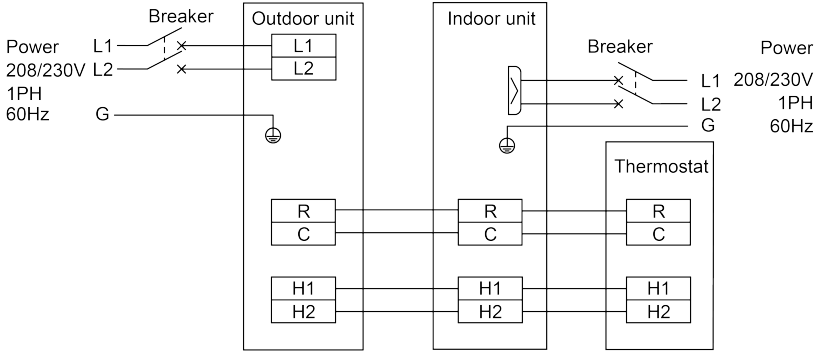 Breaker
Outdoor unit
Indoor unit
Power
L1
L1
208/230V
L2
L2
1PH
60Hz
G
Breaker
Power
L1
208/230V
L2
1PH
G
60Hz
Thermostat
R
R
R
C
C
C
H1
H1
H1
H2
H2
H2